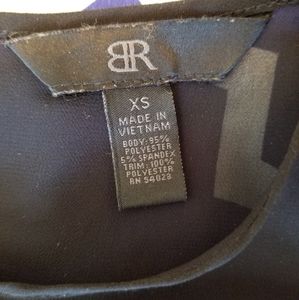 BR
XS
MADE IN
VIETNAM
BODY: 95%
POLYESTER
5% SPANDEX
TRIM: 100%
POLYESTER
RN 54023